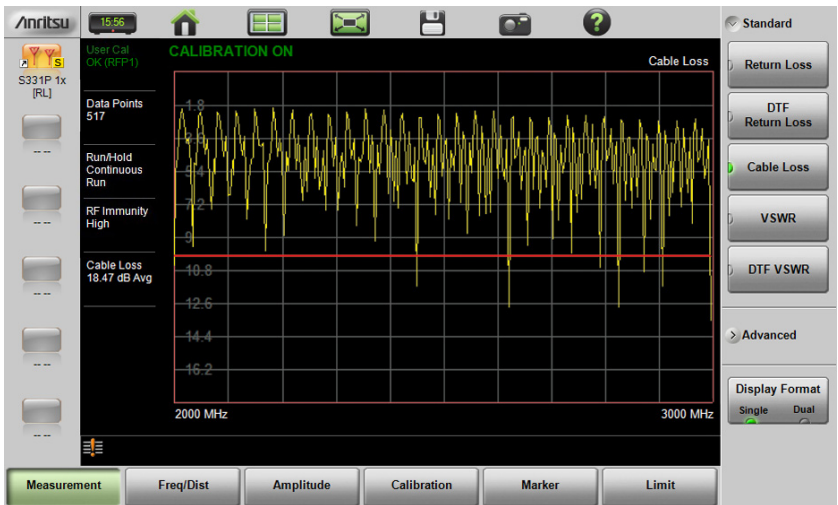 Anritsu
15:56
?
Standard
S331P 1x
[RL]
-- --
-- --
-- --
-- --
-- --
User Cal
OK (RFP1)
Data Points
517
Run/Hold
Continuous
Run
RF Immunity
High
Cable Loss
18.47 dB Avg
CALIBRATION ON
Cable Loss
1.8
5.4
7.2
9
10.8
12.6
14.4
16.2
2000 MHz
3000 MHz
Return Loss
DTF
Return Loss
Cable Loss
VSWR
DTF VSWR
Advanced
Display Format
Single Dual
Measurement
Freq/Dist
Amplitude
Calibration
Marker
Limit